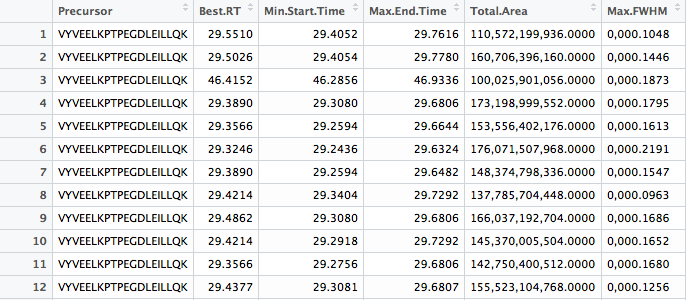 Precursor Best.RT Min.Start.Time Max.End.Time Total.Area Max.FWHM
1 VYVEELKPTPEGDLEILLQK 29.5510 29.4052 29.7616 110,572,199,936.0000 0,000.1048
2 VYVEELKPTPEGDLEILLQK 29.5026 29.4054 29.7780 160,706,396,160.0000 0,000.1446
3 VYVEELKPTPEGDLEILLQK 46.4152 46.2856 46.9336 100,025,901,056.0000 0,000.1873
4 VYVEELKPTPEGDLEILLQK 29.3890 29.3080 29.6806 173,198,999,552.0000 0,000.1795
5 VYVEELKPTPEGDLEILLQK 29.3566 29.2594 29.6644 153,556,402,176.0000 0,000.1613
6 VYVEELKPTPEGDLEILLQK 29.3246 29.2436 29.6324 176,071,507,968.0000 0,000.2191
7 VYVEELKPTPEGDLEILLQK 29.3890 29.2594 29.6482 148,374,798,336.0000 0,000.1547
8 VYVEELKPTPEGDLEILLQK 29.4214 29.3404 29.7292 137,785,704,448.0000 0,000.0963
9 VYVEELKPTPEGDLEILLQK 29.4862 29.3080 29.6806 166,037,192,704.0000 0,000.1686
10 VYVEELKPTPEGDLEILLQK 29.4214 29.2918 29.7292 145,370,005,504.0000 0,000.1652
11 VYVEELKPTPEGDLEILLQK 29.3566 29.2756 29.6806 142,750,400,512.0000 0,000.1680
12 VYVEELKPTPEGDLEILLQK 29.4377 29.3081 29.6807 155,523,104,768.0000 0,000.1256